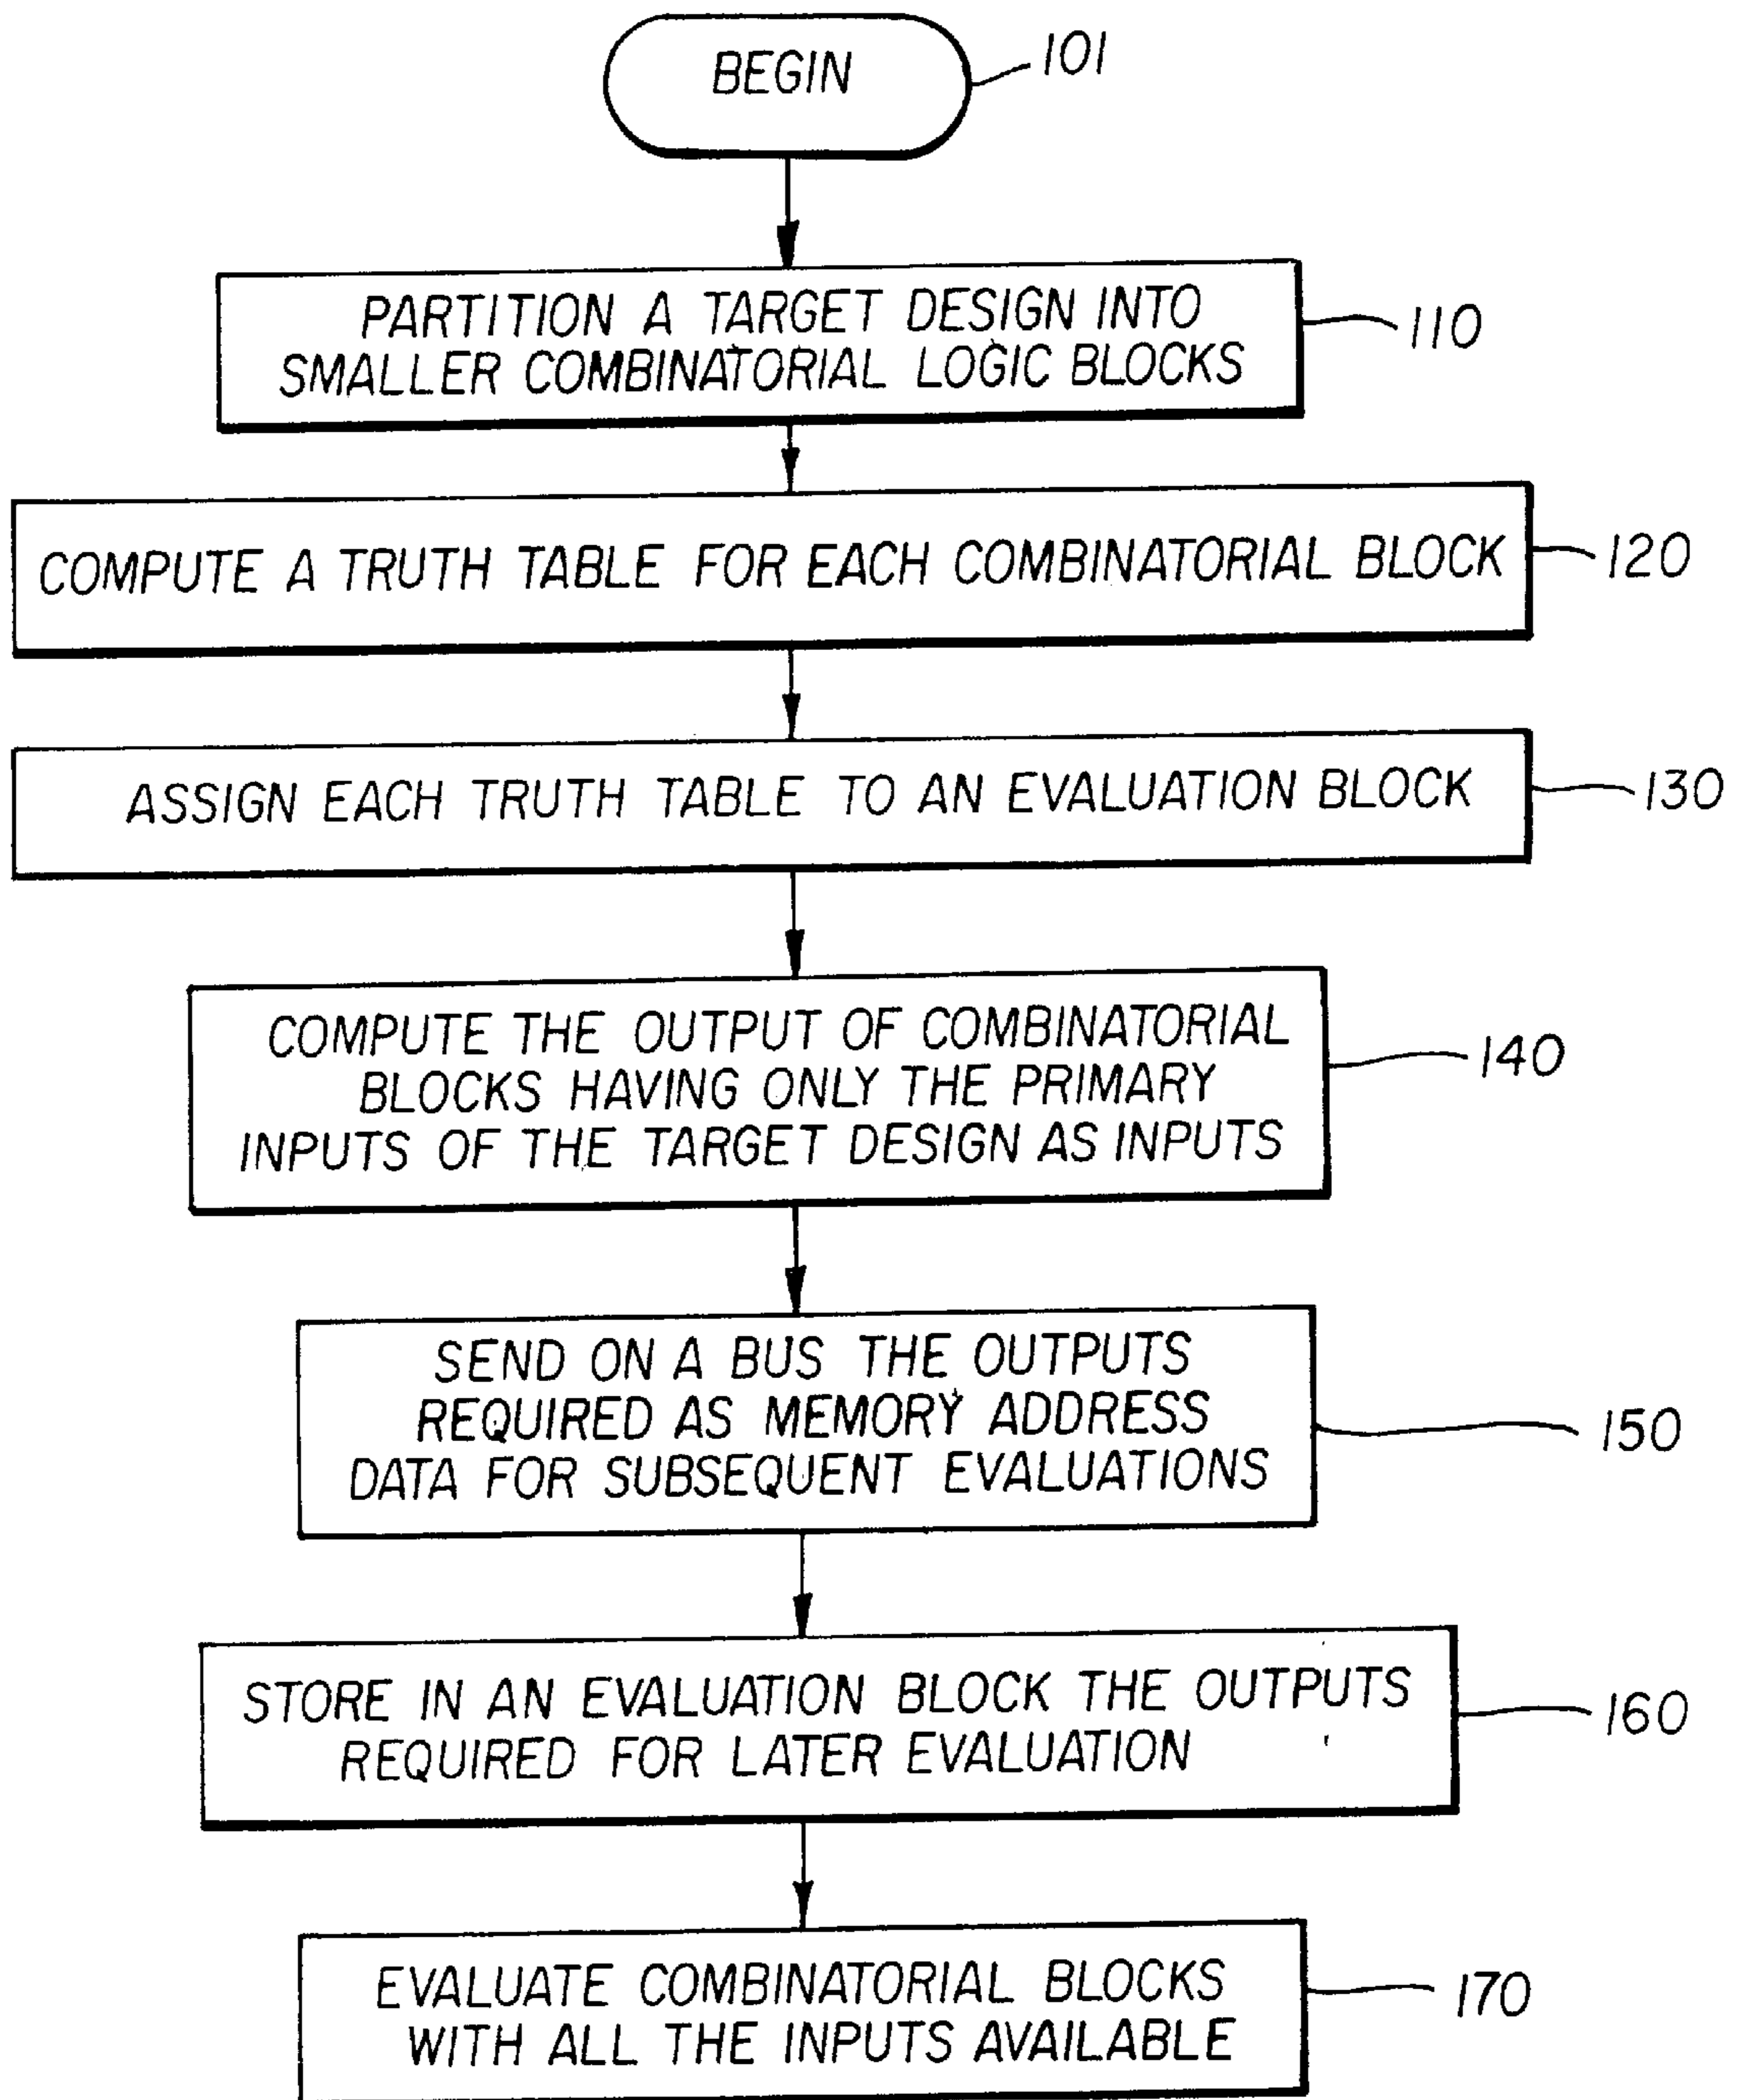 BEGIN
101
PARTITION A TARGET DESIGN INTO
SMALLER COMBINATORIAL LOGIC BLOCKS
110
COMPUTE A TRUTH TABLE FOR EACH COMBINATORIAL BLOCK
120
ASSIGN EACH TRUTH TABLE TO AN EVALUATION BLOCK
130
COMPUTE THE OUTPUT OF COMBINATORIAL
BLOCKS HAVING ONLY THE PRIMARY
INPUTS OF THE TARGET DESIGN AS INPUTS
140
SEND ON A BUS THE OUTPUTS
REQUIRED AS MEMORY ADDRESS
DATA FOR SUBSEQUENT EVALUATIONS
150
STORE IN AN EVALUATION BLOCK THE OUTPUTS
REQUIRED FOR LATER EVALUATION
160
EVALUATE COMBINATORIAL BLOCKS
WITH ALL THE INPUTS AVAILABLE
170